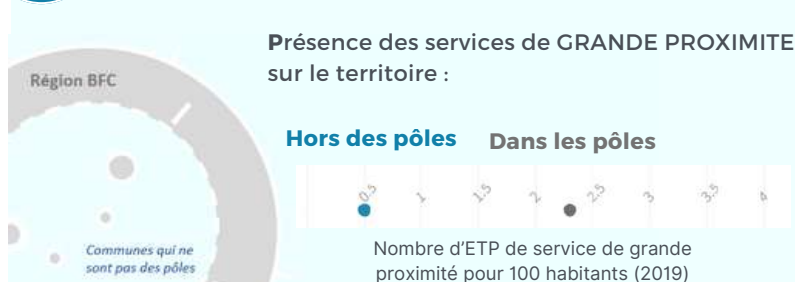 Présence des services de GRANDE PROXIMITE
sur le territoire :
Région BFC
Hors des pôles Dans les pôles
0.5 1 1.5 2 2.5 3 3.5 4
Communes qui ne
sont pas des pôles
Nombre d'ETP de service de grande
proximité pour 100 habitants (2019)